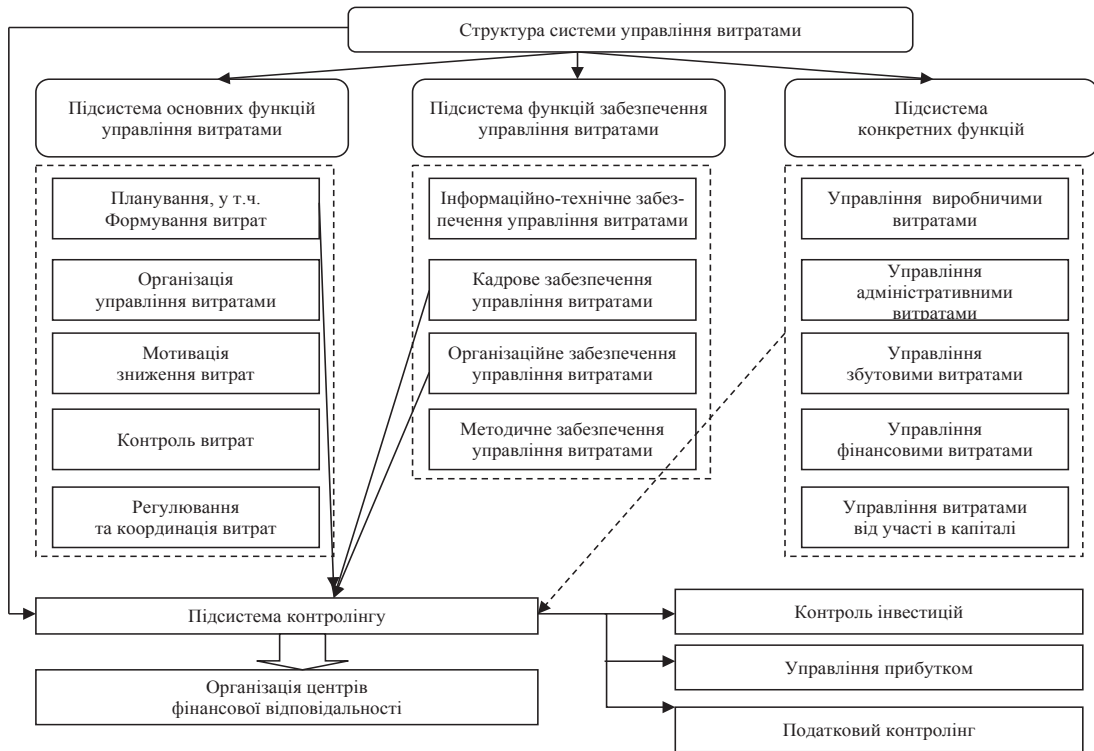 Структура системи управління витратами
Підсистема основних функцій
управління витратами
Підсистема функцій забезпечення
управління витратами
Підсистема
конкретних функцій
Планування, у т.ч.
Формування витрат
Організація
управління витратами
Мотивація
зниження витрат
Контроль витрат
Регулювання
та координація витрат
Інформаційно-технічне забез-
печення управління витратами
Кадрове забезпечення
управління витратами
Організаційне забезпечення
управління витратами
Методичне забезпечення
управління витратами
Управління виробничими
витратами
Управління
адміністративними
витратами
Управління
збутовими витратами
Управління
фінансовими витратами
Управління витратами
від участі в капіталі
Підсистема контролінгу
Організація центрів
фінансової відповідальності
Контроль інвестицій
Управління прибутком
Податковий контролінг